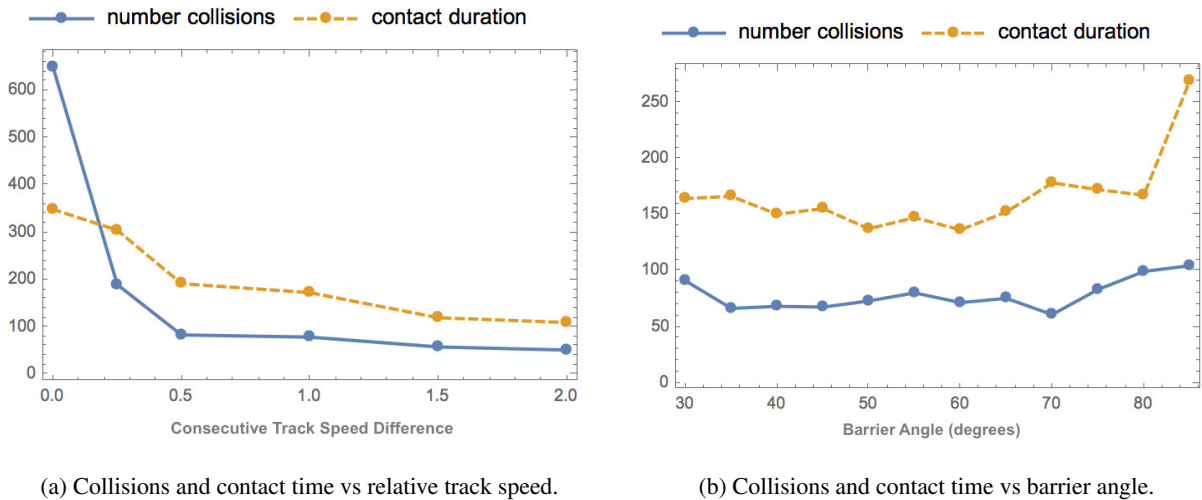 number collisions contact duration
600
500
400
300
200
100
0
0.0 0.5 1.0 1.5 2.0
Consecutive Track Speed Difference
(a) Collisions and contact time vs relative track speed.
number collisions contact duration
250
200
150
100
50
0
30 40 50 60 70 80
Barrier Angle (degrees)
(b) Collisions and contact time vs barrier angle.